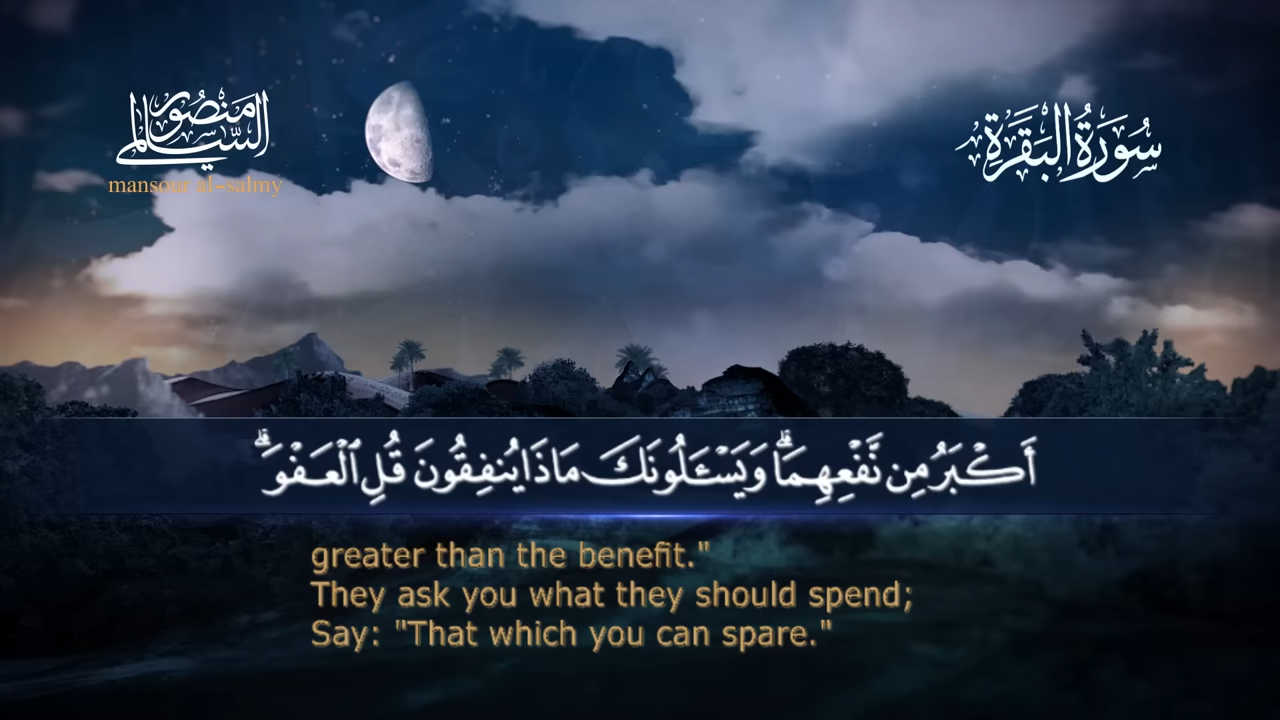 منصور السالمي
mansour al-salmy
سُورَةُ البَقَرَةِ
أَكْبَرُ مِن نَّفْعِهِمَا ۗ وَيَسْـَٔلُونَكَ مَاذَا يُنفِقُونَ قُلِ ٱلْعَفْوَ ۗ
greater than the benefit."
They ask you what they should spend;
Say: "That which you can spare."